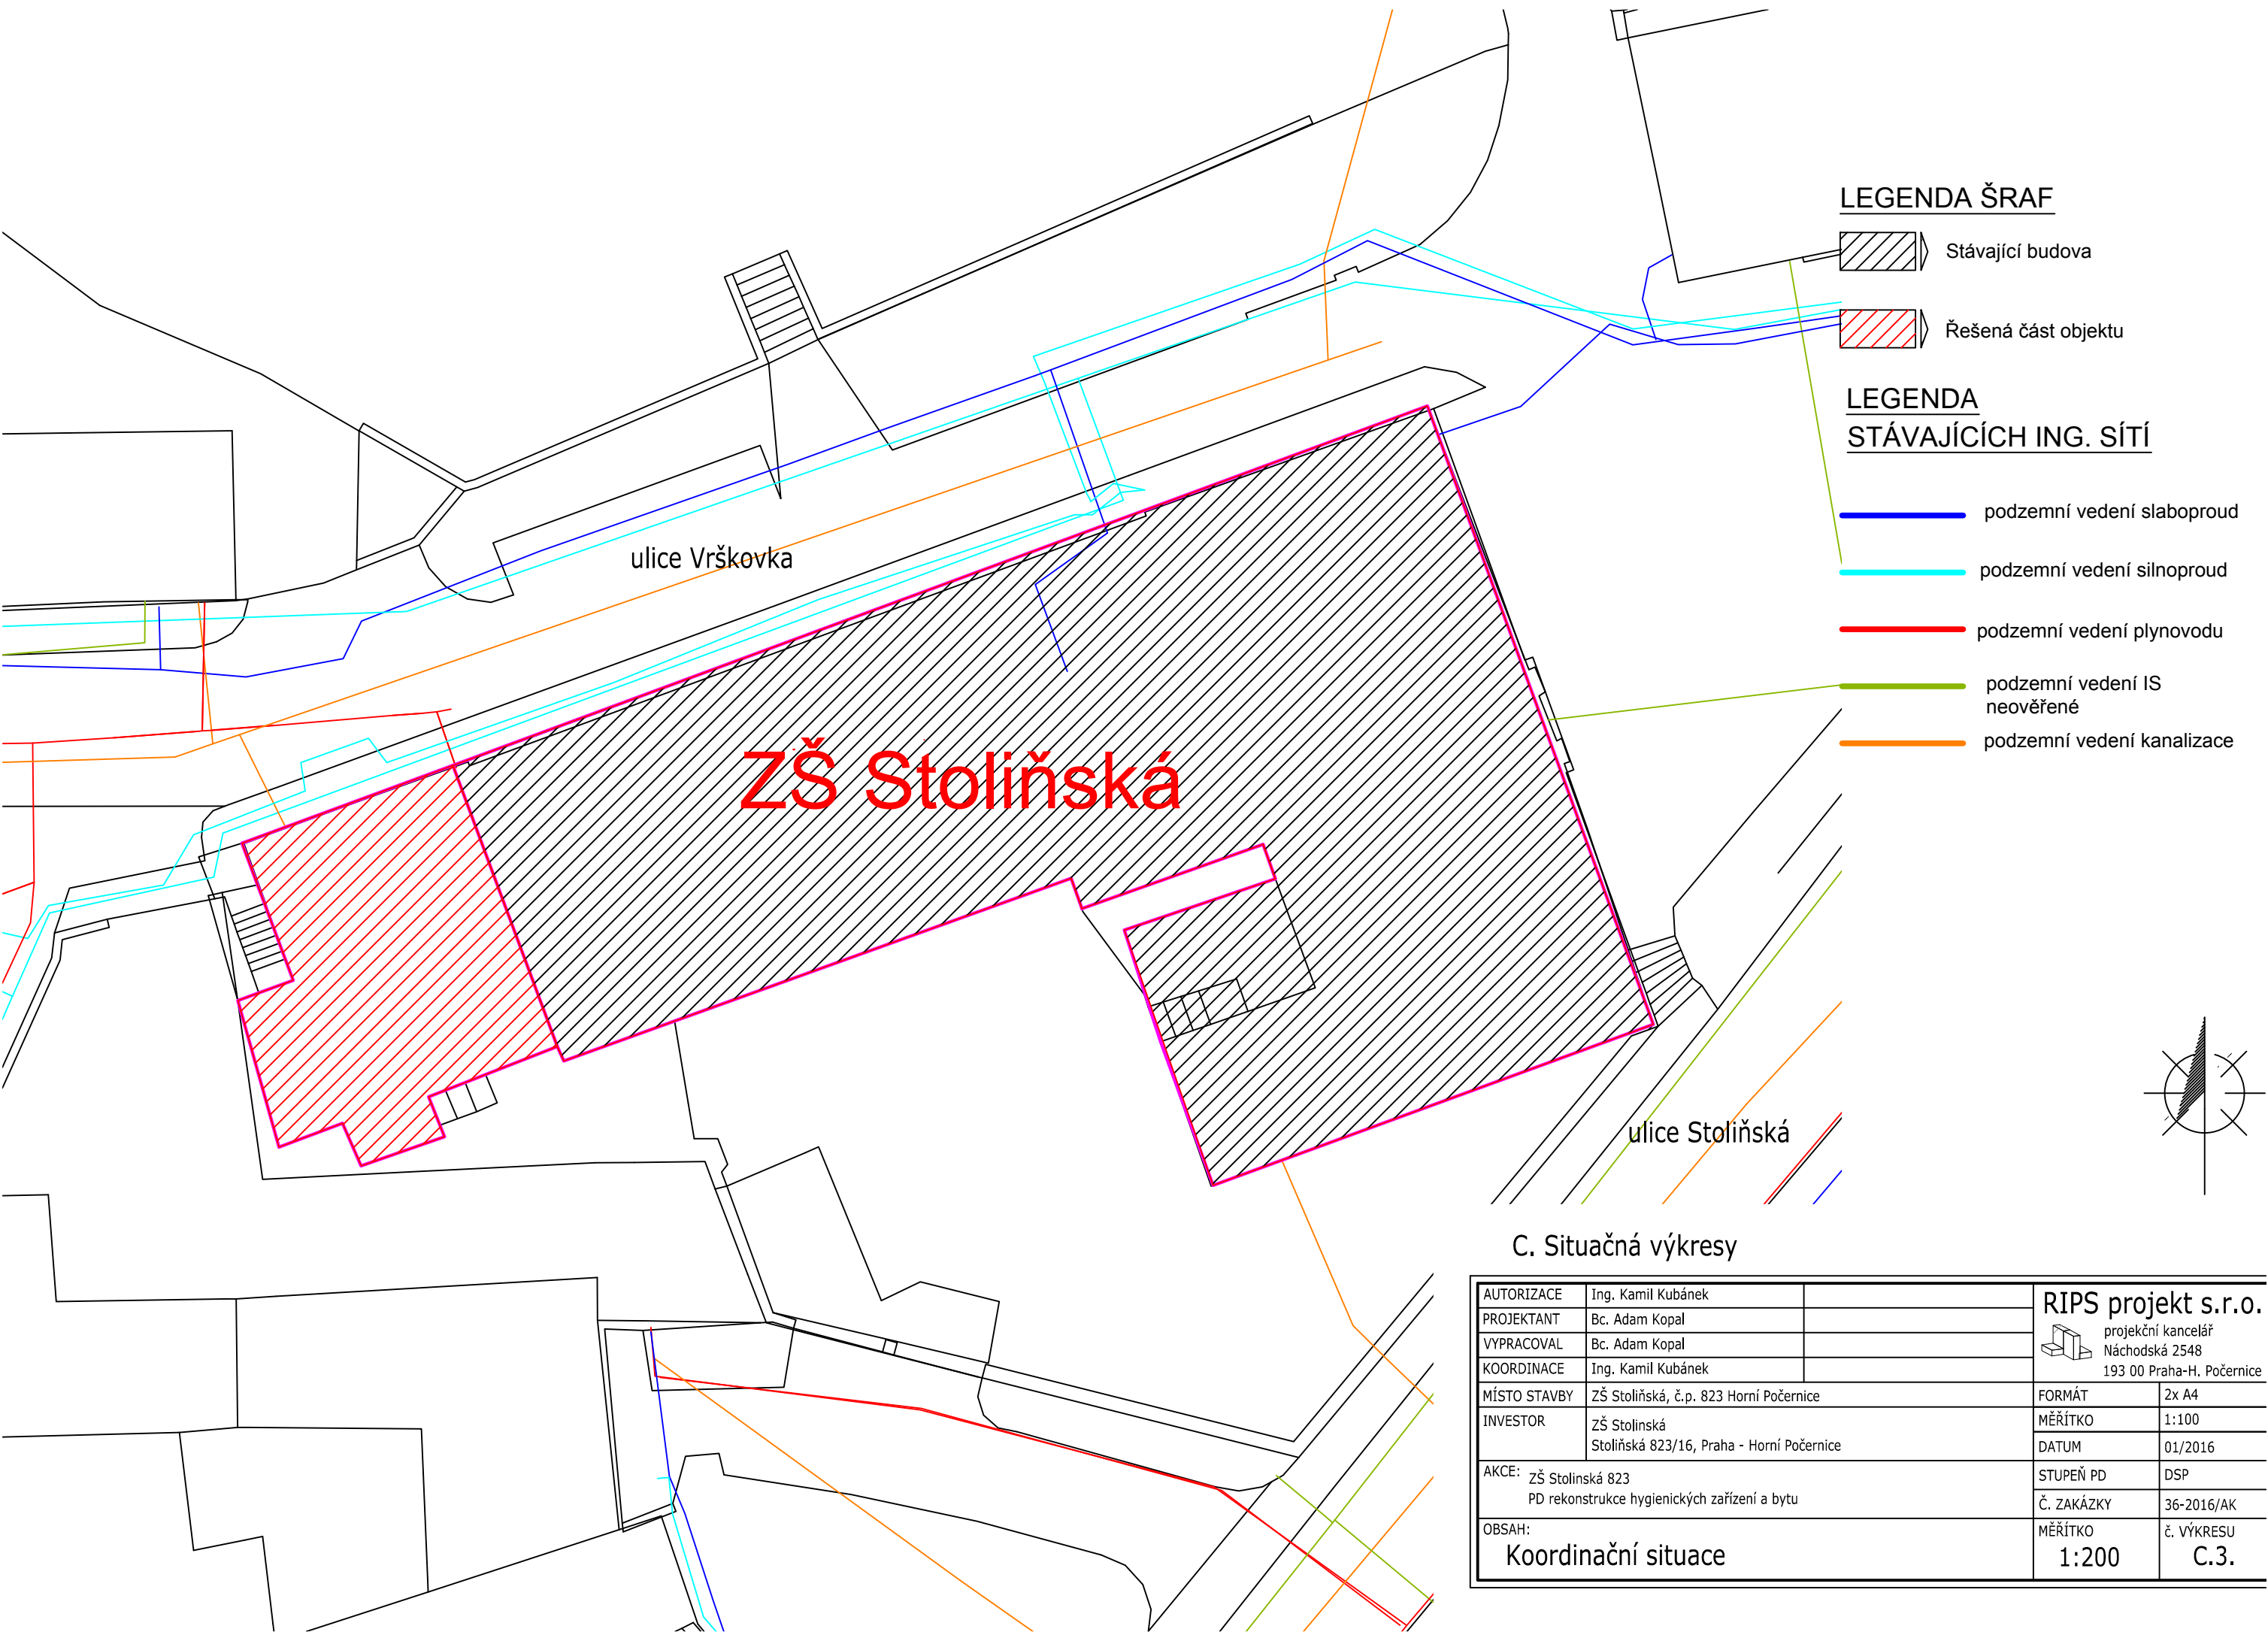 LEGENDA ŠRAF
Stávající budova
Řešená část objektu
LEGENDA
STÁVAJÍCÍCH ING. SÍTÍ
podzemní vedení slaboproud
podzemní vedení silnoproud
podzemní vedení plynovodu
podzemní vedení IS
neověřené
podzemní vedení kanalizace
ulice Vrškovka
ZŠ Stoliňská
ulice Stoliňská
C. Situačná výkresy
AUTORIZACE Ing. Kamil Kubánek
PROJEKTANT Bc. Adam Kopal
VYPRACOVAL Bc. Adam Kopal
KOORDINACE Ing. Kamil Kubánek
RIPS projekt s.r.o.
projekční kancelář
Náchodská 2548
193 00 Praha-H. Počernice
MÍSTO STAVBY ZŠ Stoliňská, č.p. 823 Horní Počernice
INVESTOR ZŠ Stolinská
Stoliňská 823/16, Praha - Horní Počernice
AKCE: ZŠ Stolinská 823
PD rekonstrukce hygienických zařízení a bytu
OBSAH:
Koordinační situace
FORMÁT 2x A4
MĚŘÍTKO 1:100
DATUM 01/2016
STUPEŇ PD DSP
Č. ZAKÁZKY 36-2016/AK
MĚŘÍTKO č. VÝKRESU
1:200 C.3.